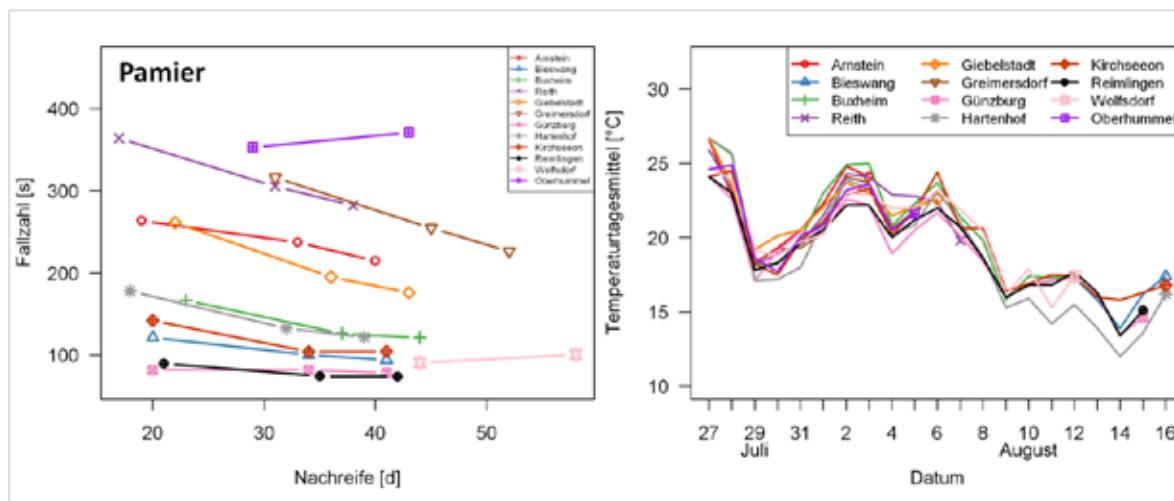 Pamier
Arnstein
Bieswang
Buxheim
Reith
Giebelstadt
Greimersdorf
Günzburg
Hartenhof
Kirchseeon
Reimlingen
Wolfsdorf
Oberhummel
Fallzahl [s]
400
300
200
100
20 30 40 50
Nachreife [d]
Arnstein Giebelstadt Kirchseeon
Bieswang Greimersdorf Reimlingen
Buxheim Günzburg Wolfsdorf
Reith Hartenhof Oberhummel
Temperaturtagesmittel [°C]
30
25
20
15
10
27 29 31 2 4 6 8 10 12 14 16
Juli August
Datum